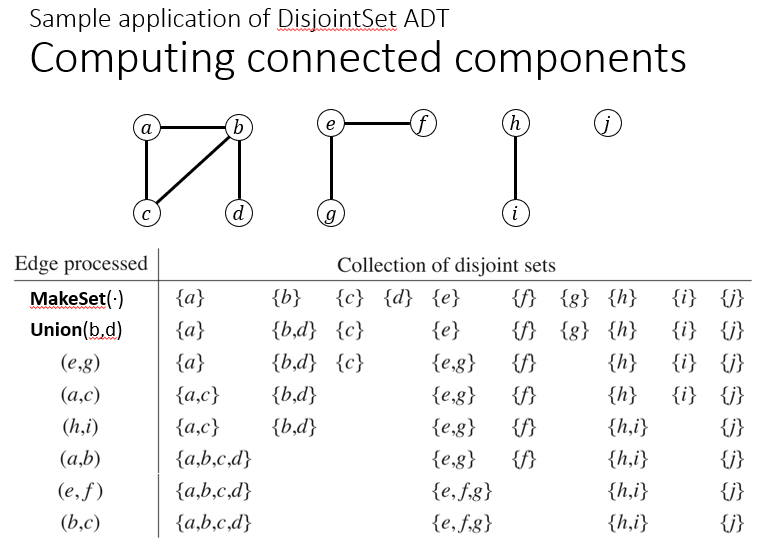 Sample application of DisjointSet ADT
Computing connected components
a b e f h j
c d g i
Edge processed Collection of disjoint sets
MakeSet(·) {a} {b} {c} {d} {e} {f} {g} {h} {i} {j}
Union(b,d) {a} {b,d} {c} {e} {f} {g} {h} {i} {j}
(e,g) {a} {b,d} {c} {e,g} {f} {h} {i} {j}
(a,c) {a,c} {b,d} {e,g} {f} {h} {i} {j}
(h,i) {a,c} {b,d} {e,g} {f} {h,i} {j}
(a,b) {a,b,c,d} {e,g} {f} {h,i} {j}
(e,f) {a,b,c,d} {e,f,g} {h,i} {j}
(b,c) {a,b,c,d} {e,f,g} {h,i} {j}